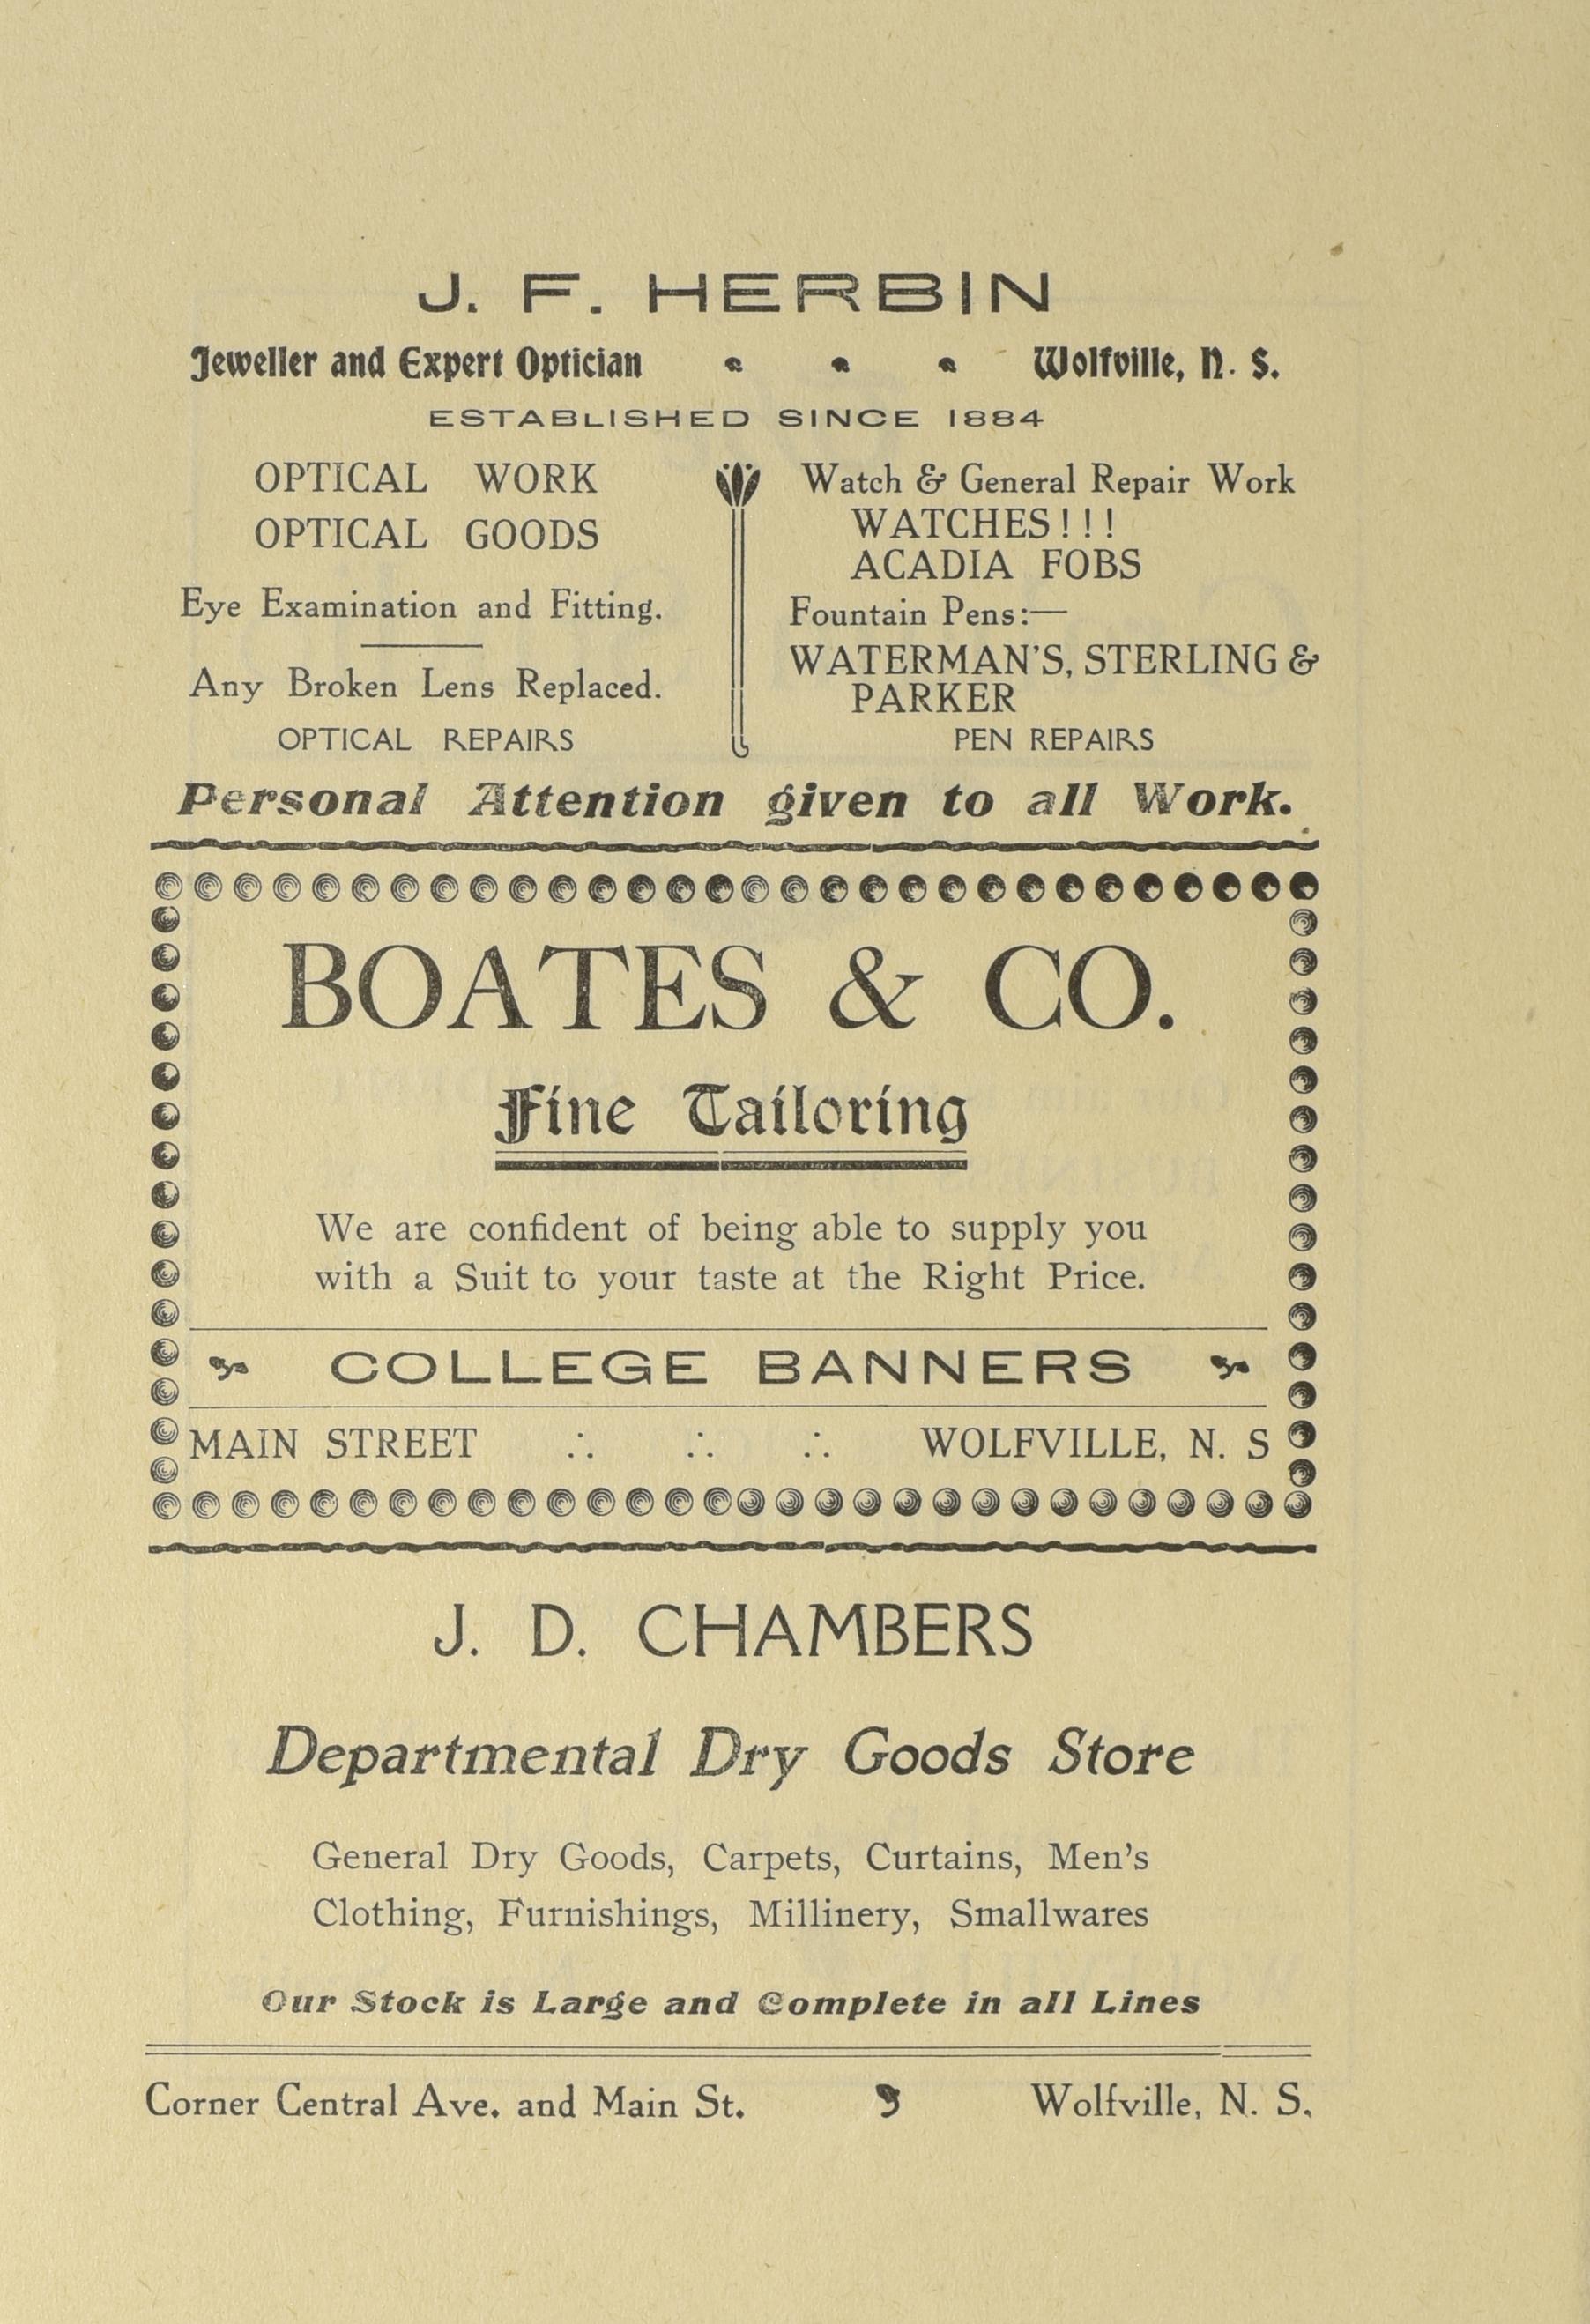 J. F. HERBIN
Jeweller and Expert Optician Wolfville, N. S.
ESTABLISHED SINCE 1884
OPTICAL WORK
OPTICAL GOODS
Eye Examination and Fitting.
Any Broken Lens Replaced.
OPTICAL REPAIRS
Watch & General Repair Work
WATCHES!!!
ACADIA FOBS
Fountain Pens:—
WATERMAN'S, STERLING &
PARKER
PEN REPAIRS
Personal Attention given to all Work.
BOATES & CO.
Fine Tailoring
We are confident of being able to supply you
with a Suit to your taste at the Right Price.
COLLEGE BANNERS
MAIN STREET ∴ ∴ ∴ WOLFVILLE, N. S
J. D. CHAMBERS
Departmental Dry Goods Store
General Dry Goods, Carpets, Curtains, Men's
Clothing, Furnishings, Millinery, Smallwares
Our Stock is Large and Complete in all Lines
Corner Central Ave. and Main St. Wolfville, N. S.